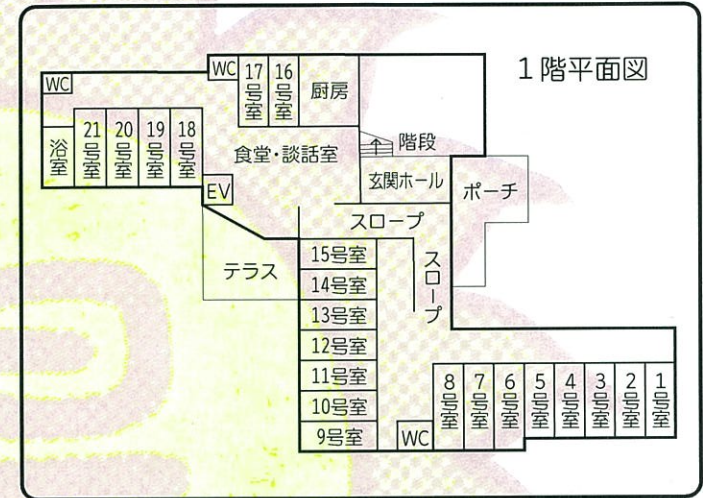 1階平面図
WC
17号室
16号室
厨房
WC
浴室
21号室
20号室
19号室
18号室
食堂・談話室
階段
EV
玄関ホール
ポーチ
スロープ
テラス
スロープ
15号室
14号室
13号室
12号室
11号室
10号室
9号室
WC
8号室
7号室
6号室
5号室
4号室
3号室
2号室
1号室